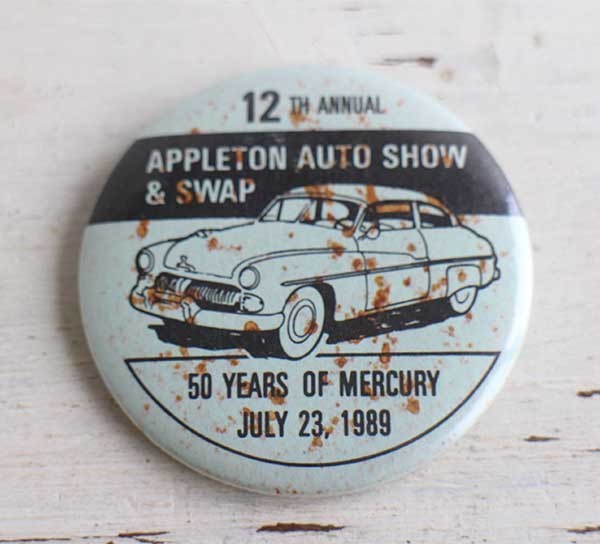 12 TH ANNUAL
APPLETON AUTO SHOW
& SWAP
50 YEARS OF MERCURY
JULY 23, 1989